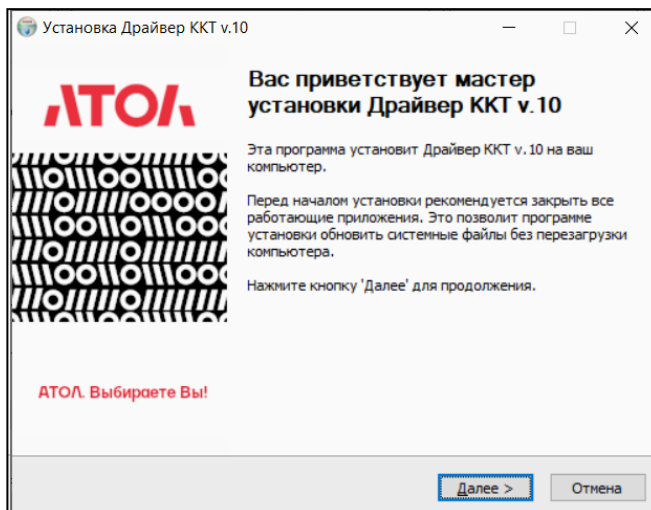 Установка Драйвер ККТ v.10
АТОЛ
Вас приветствует мастер
установки Драйвер ККТ v.10
Эта программа установит Драйвер ККТ v.10 на ваш
компьютер.
Перед началом установки рекомендуется закрыть все
работающие приложения. Это позволит программе
установки обновить системные файлы без перезагрузки
компьютера.
Нажмите кнопку 'Далее' для продолжения.
АТОЛ. Выбираете Вы!
Далее >
Отмена